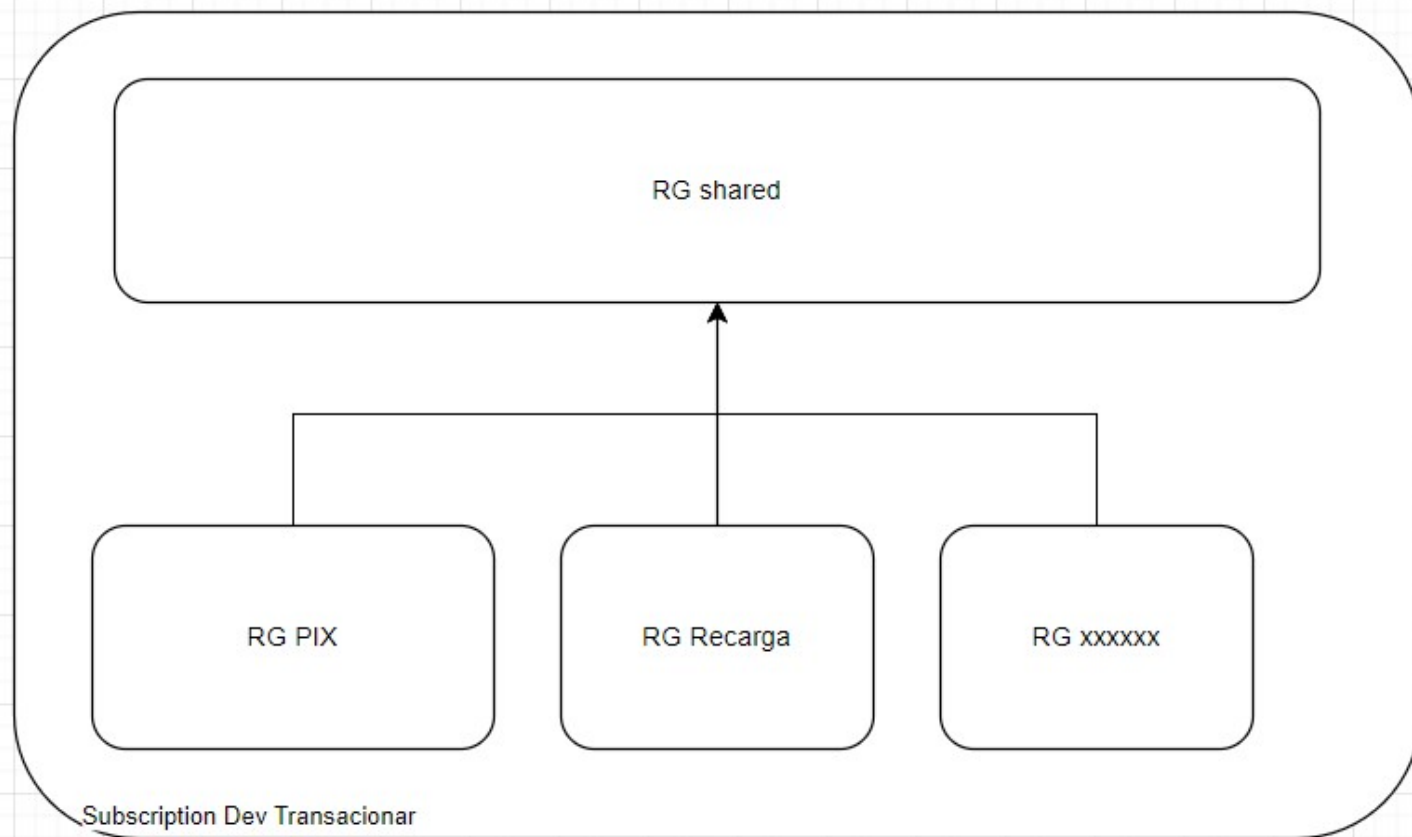 RG shared
RG PIX
RG Recarga
RG xxxxxx
Subscription Dev Transacionar